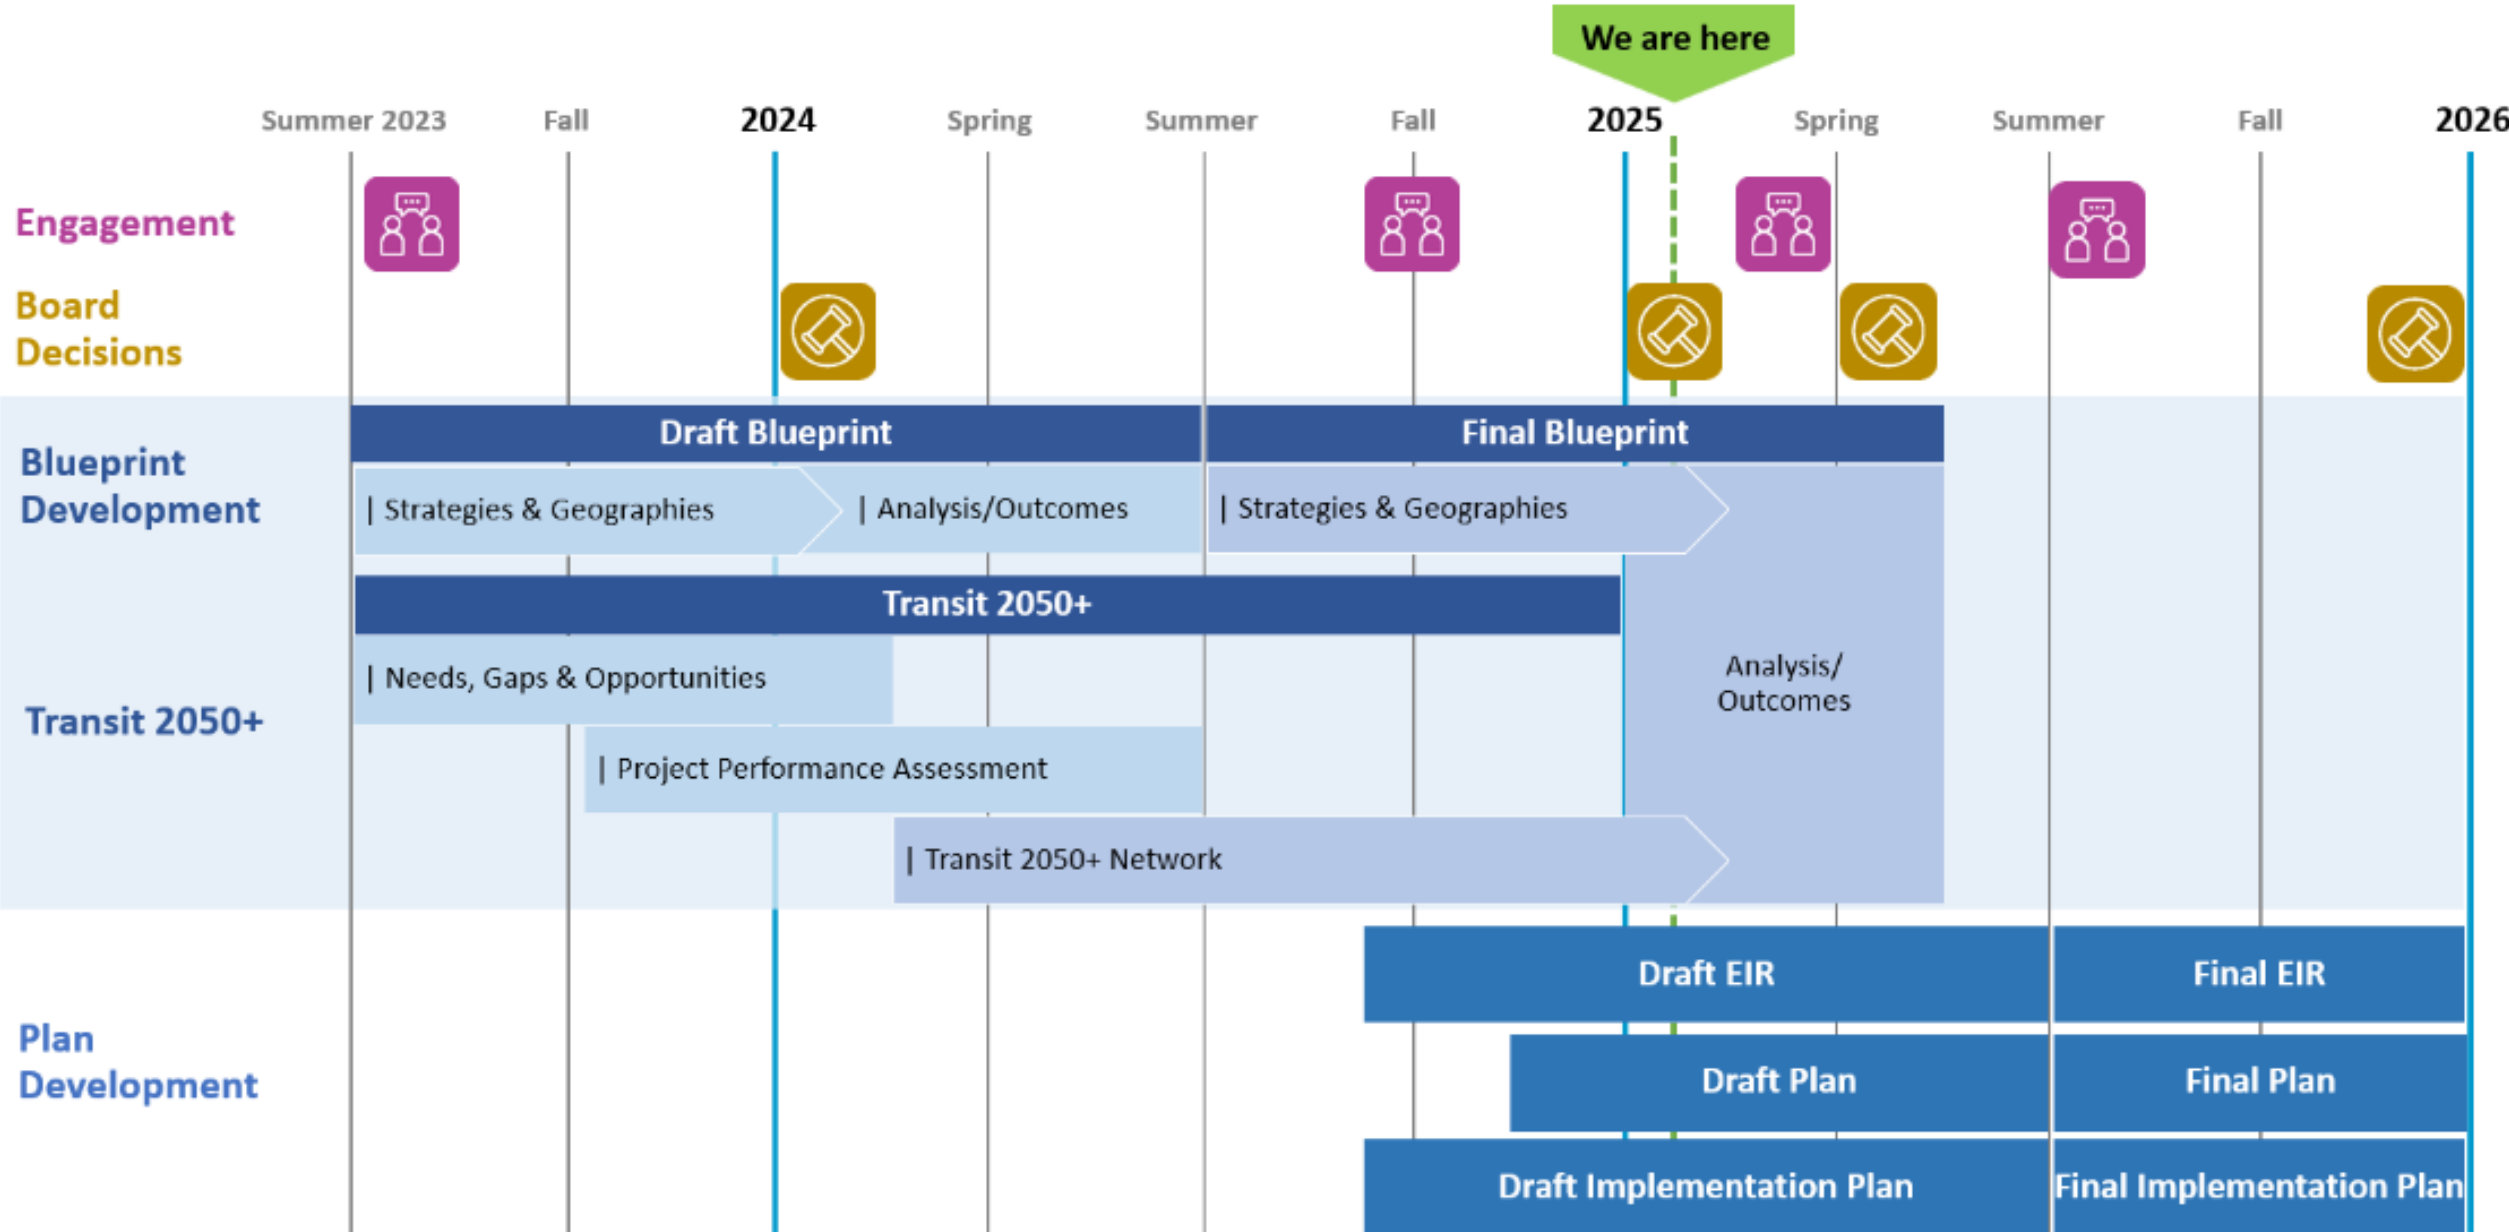 We are here
Summer 2023
Fall
2024
Spring
Summer
Fall
2025
Spring
Summer
Fall
2026
Engagement
Board
Decisions
Blueprint
Development
Draft Blueprint
Final Blueprint
| Strategies & Geographies
| Analysis/Outcomes
| Strategies & Geographies
Transit 2050+
Transit 2050+
| Needs, Gaps & Opportunities
Analysis/
Outcomes
| Project Performance Assessment
| Transit 2050+ Network
Plan
Development
Draft EIR
Final EIR
Draft Plan
Final Plan
Draft Implementation Plan
Final Implementation Plan